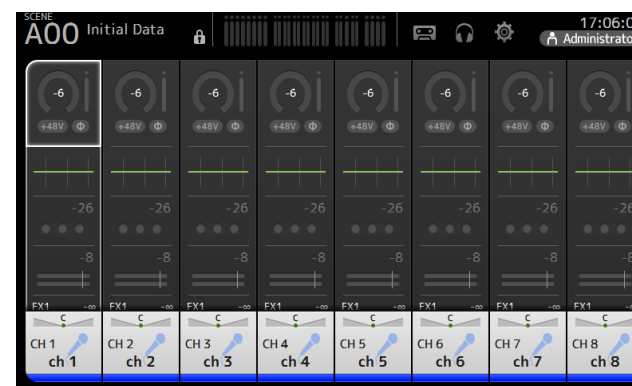 SCENE
A00 Initial Data
17:06:0
Administrato
-6 -6 -6 -6 -6 -6 -6 -6
+48V Φ +48V Φ +48V Φ +48V Φ +48V Φ +48V Φ +48V Φ +48V Φ
-26 -26 -26 -26 -26 -26 -26 -26
-8 -8 -8 -8 -8 -8 -8 -8
FX1 -∞ FX1 -∞ FX1 -∞ FX1 -∞ FX1 -∞ FX1 -∞ FX1 -∞ FX1 -∞
C C C C C C C C
CH 1 CH 2 CH 3 CH 4 CH 5 CH 6 CH 7 CH 8
ch 1 ch 2 ch 3 ch 4 ch 5 ch 6 ch 7 ch 8